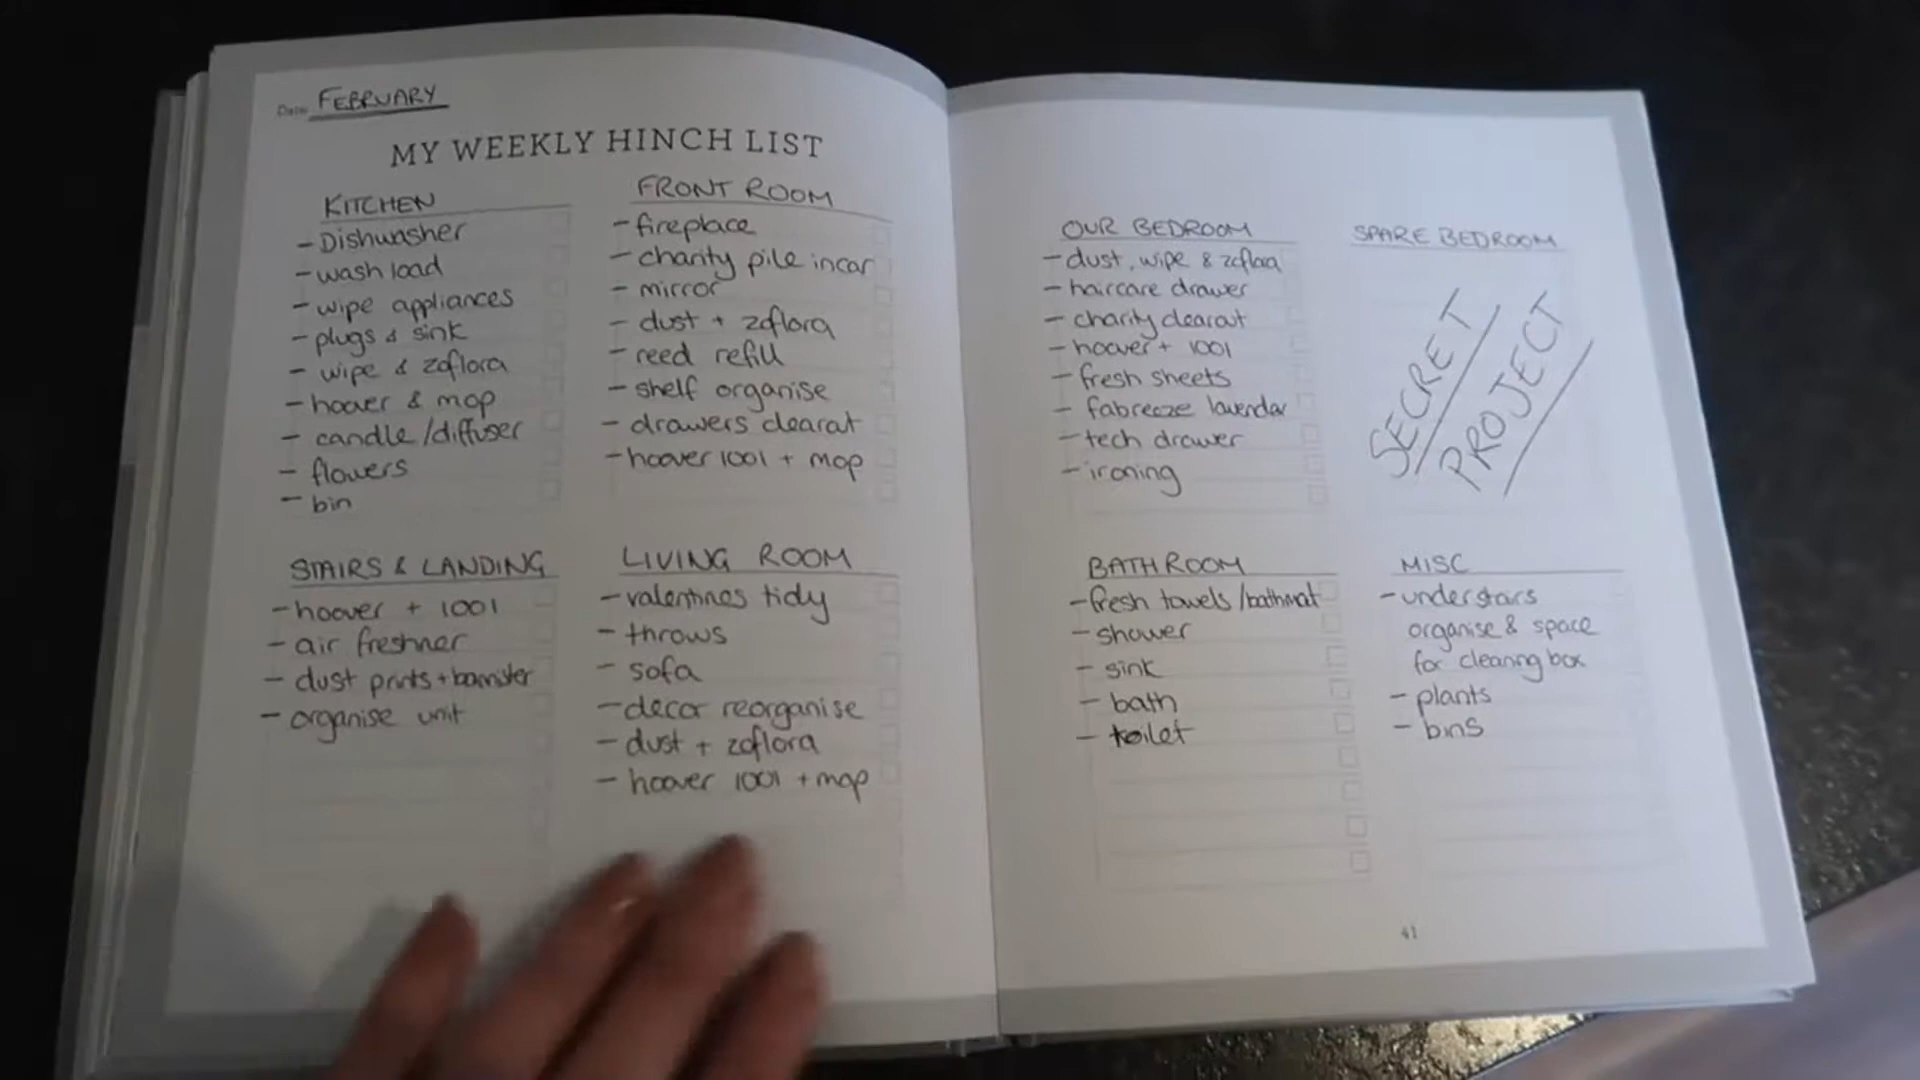 Date: FEBRUARY
MY WEEKLY HINCH LIST
KITCHEN
- Dishwasher
- wash load
- wipe appliances
- plugs & sink
- wipe & zoflora
- hoover & mop
- candle/diffuser
- flowers
- bin
FRONT ROOM
- fireplace
- charity pile in car
- mirror
- dust + zoflora
- reed refill
- shelf organise
- drawers clearout
- hoover 1001 + mop
STAIRS & LANDING
- hoover + 1001
- air freshner
- dust prints + bannister
- organise unit
LIVING ROOM
- valentines tidy
- throws
- sofa
- decor reorganise
- dust + zoflora
- hoover 1001 + mop
OUR BEDROOM
- dust, wipe & zoflora
- haircare drawer
- charity clearout
- hoover + 1001
- fresh sheets
- fabreeze lavender
- tech drawer
- ironing
SPARE BEDROOM
SECRET
PROJECT
BATHROOM
- fresh towels/bathmat
- shower
- sink
- bath
- toilet
MISC
- understairs
organise & space
for cleaning box
- plants
- bins
41